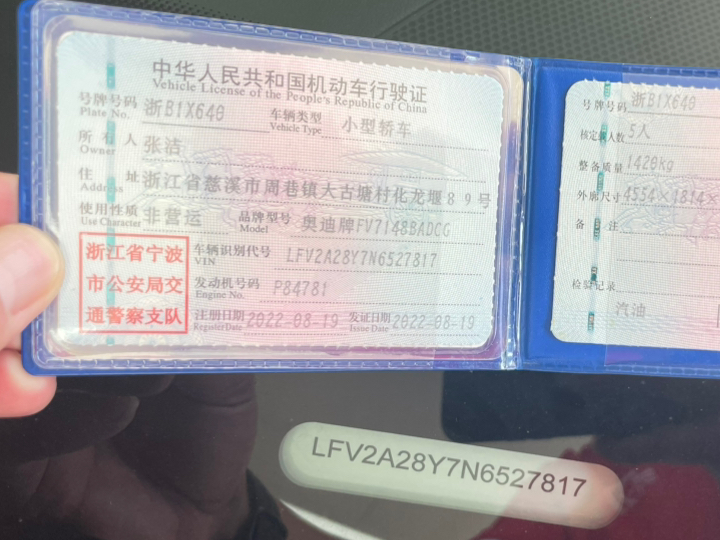 中华人民共和国机动车行驶证
Vehicle License of the People's Republic of China
号牌号码 浙B1X640 车辆类型 小型轿车
Plate No. Vehicle Type
所有人 张洁
Owner
住址 浙江省慈溪市周巷镇大古塘村化龙堰89号
Address
使用性质 非营运 品牌型号 奥迪牌FV7148BADCG
Use Character Model
浙江省宁波
市公安局交
通警察支队
车辆识别代号 LFV2A28Y7N6527817
VIN
发动机号码 P84781
Engine No.
注册日期 2022-08-19 发证日期 2022-08-19
Register Date Issue Date
号牌号码 浙B1X640
核定载人数 5人
整备质量 1420kg
外廓尺寸 4554×1814×
备注
检验记录
汽油
LFV2A28Y7N6527817